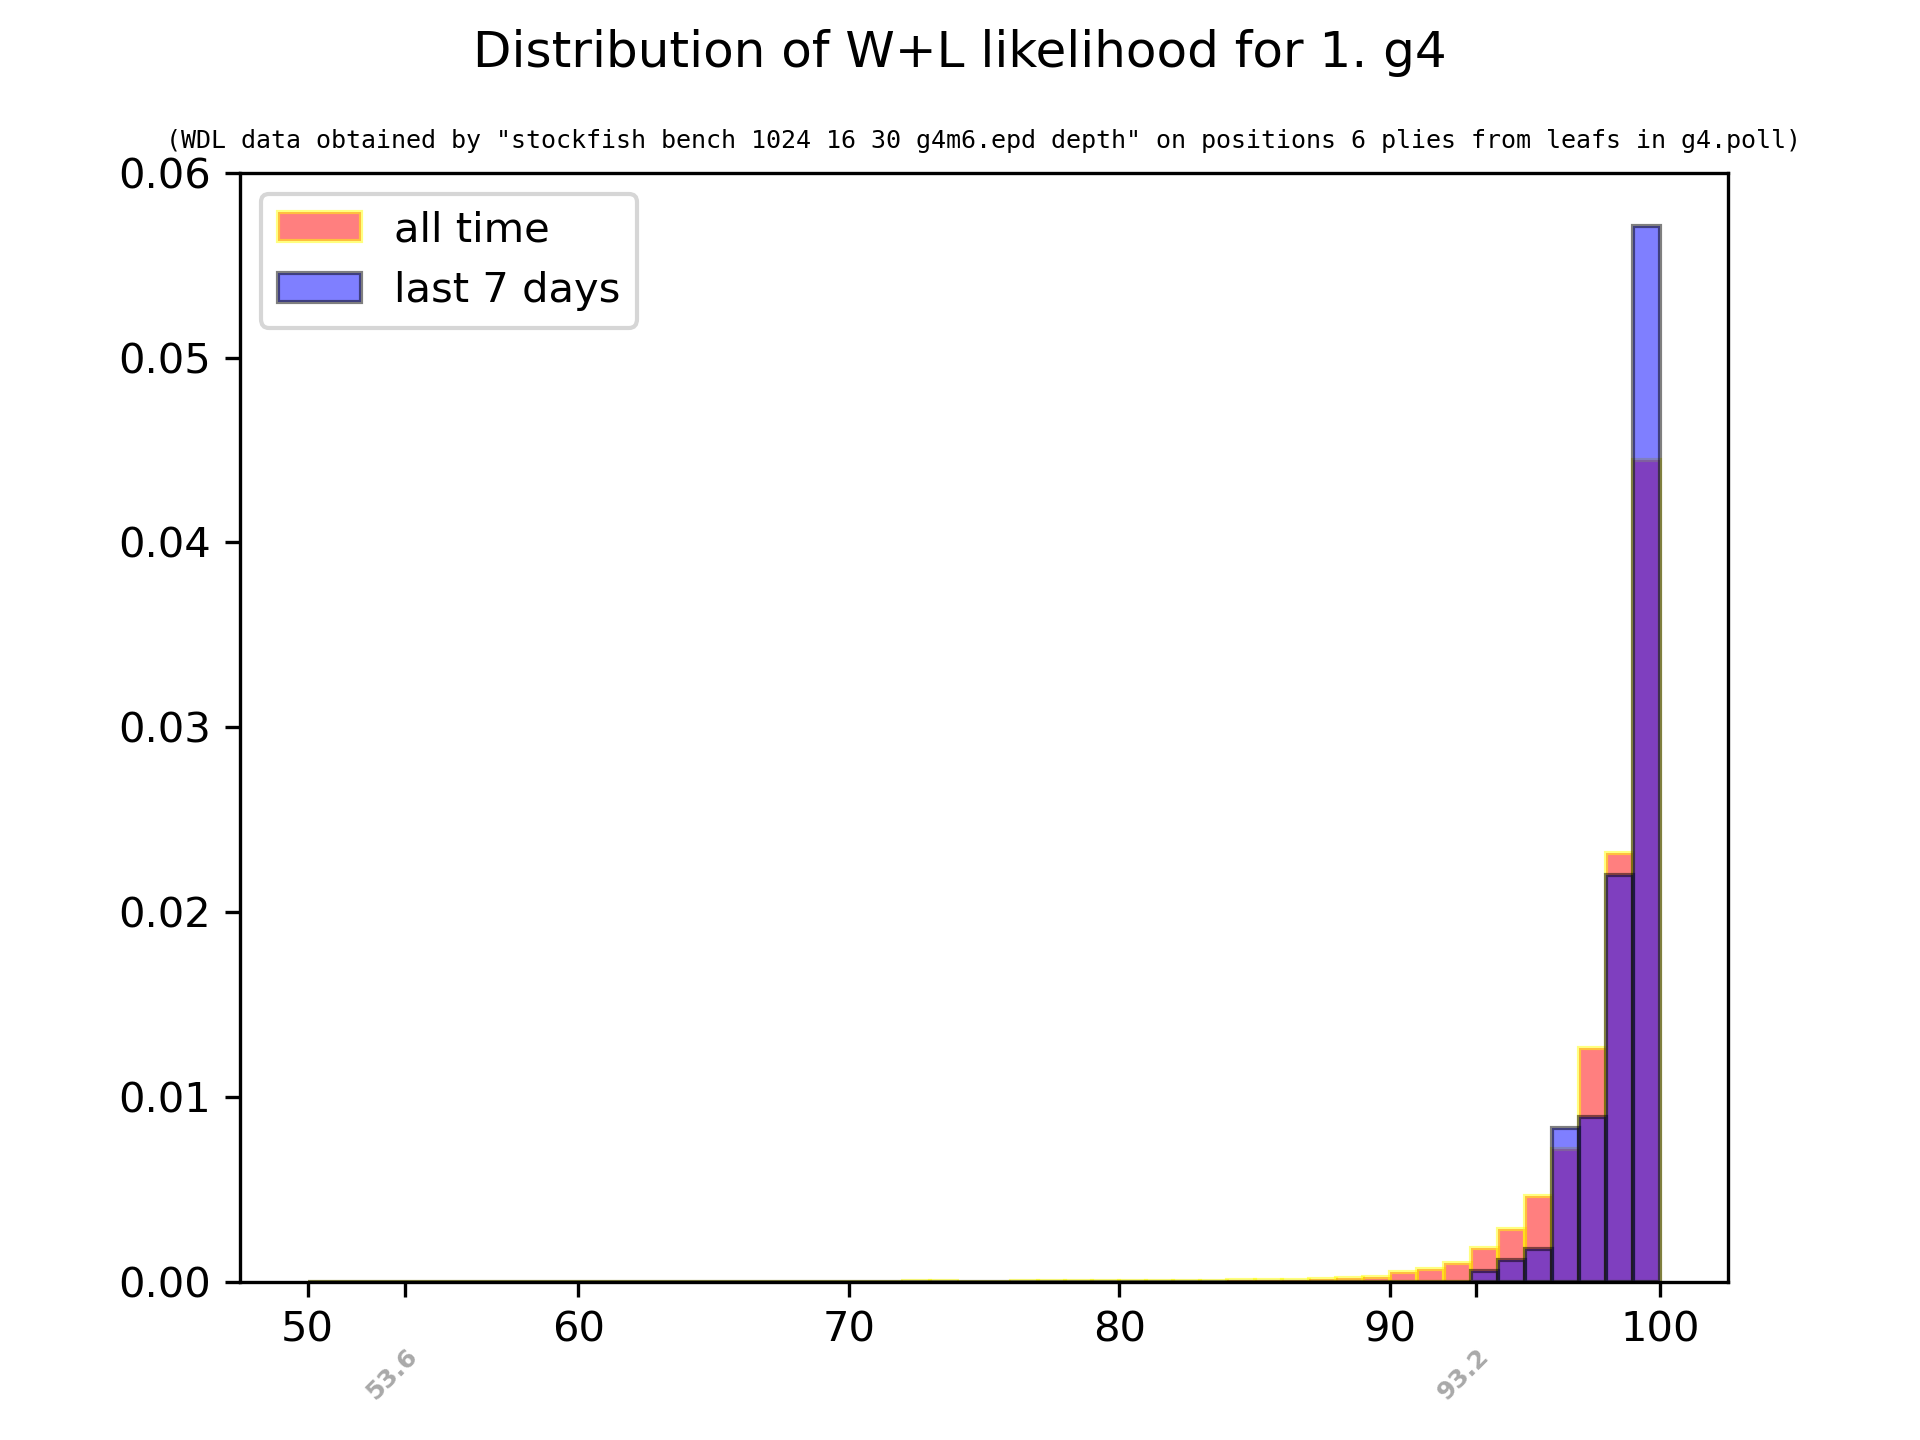 Distribution of W+L likelihood for 1. g4
(WDL data obtained by "stockfish bench 1024 16 30 g4m6.epd depth" on positions 6 plies from leafs in g4.poll)
0.06
all time
last 7 days
0.05
0.04
0.03
0.02
0.01
0.00
50 60 70 80 90 100
53.6 93.2